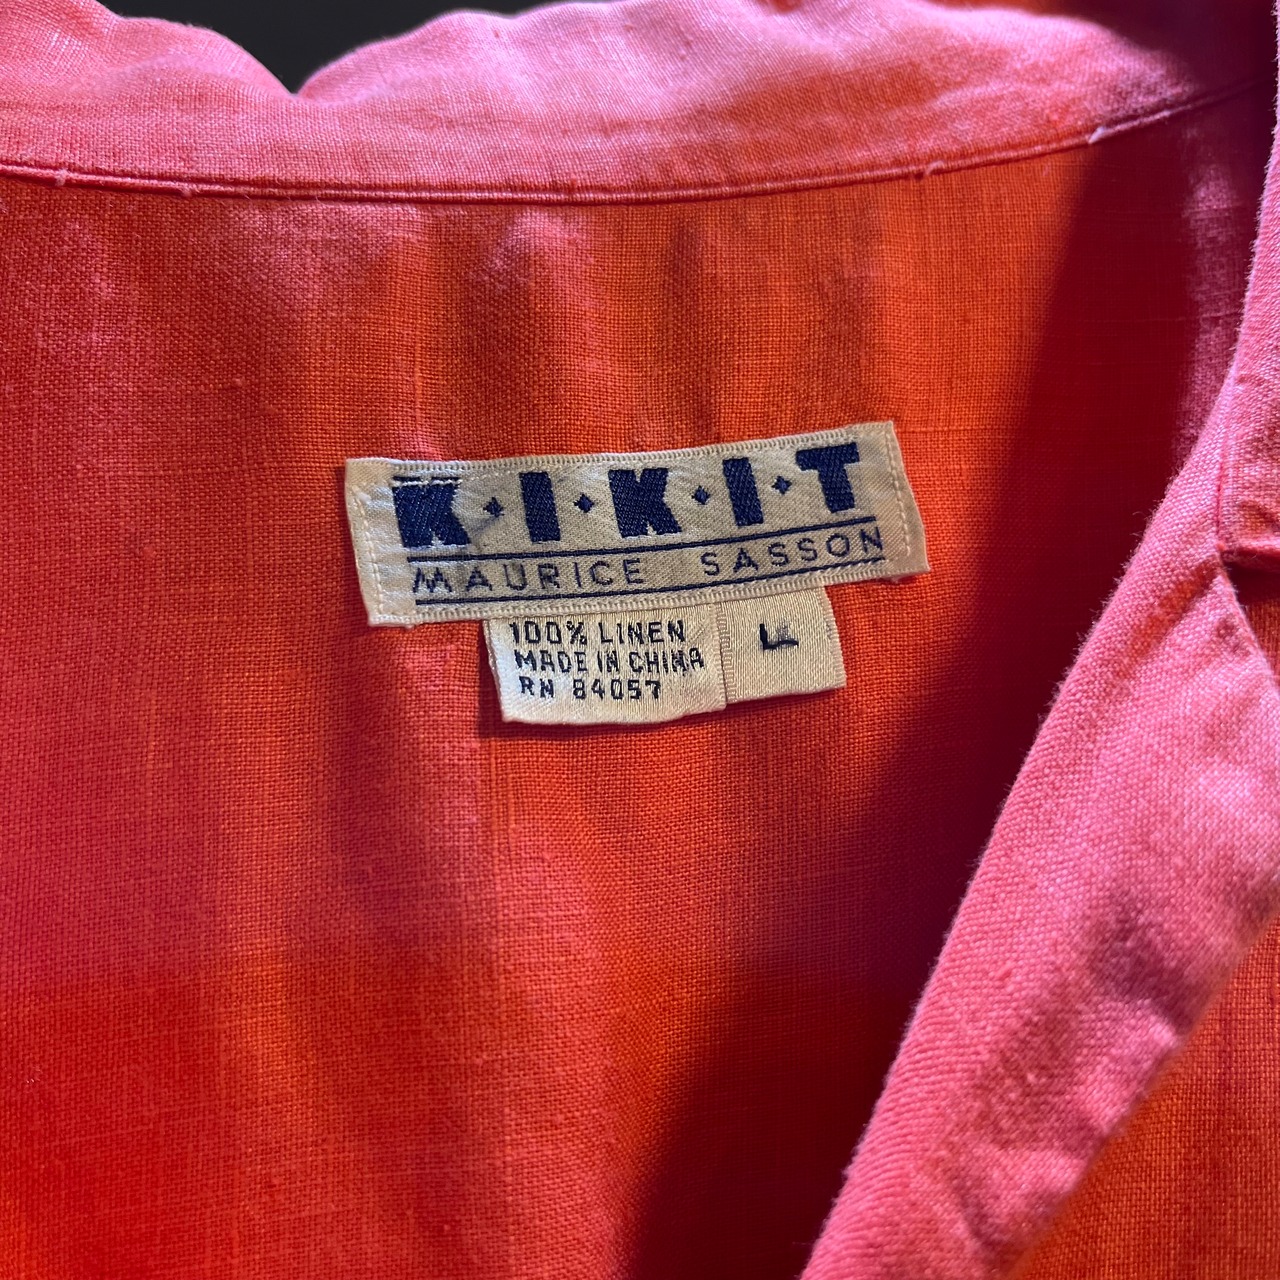 K·I·K·I·T
MAURICE SASSON
100% LINEN
MADE IN CHINA
RN 84057
L